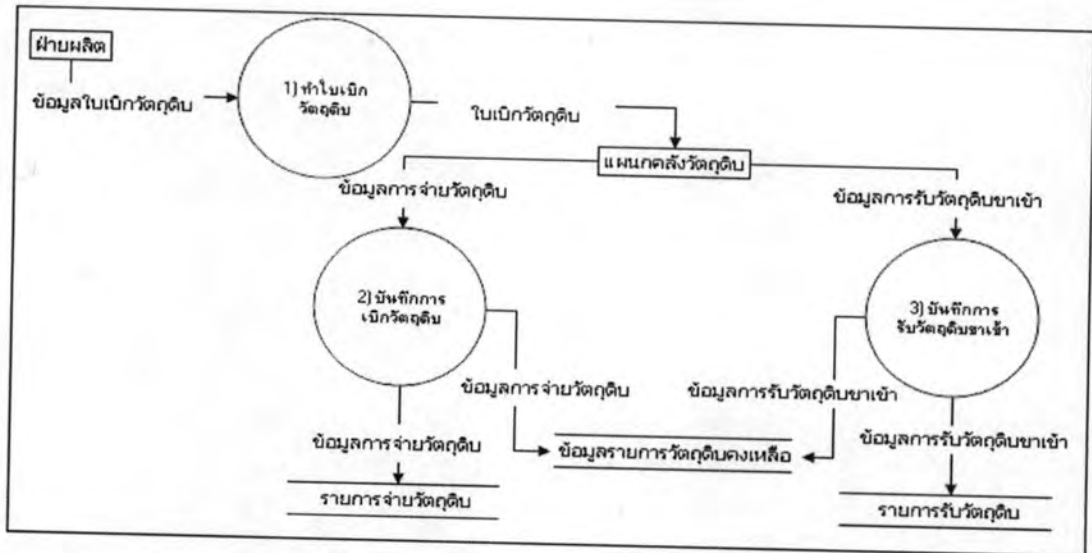 ฝ่ายผลิต
ข้อมูลใบเบิกวัตถุดิบ
1) ทำใบเบิก
วัตถุดิบ
ใบเบิกวัตถุดิบ
แผนกคลังวัตถุดิบ
ข้อมูลการจ่ายวัตถุดิบ
ข้อมูลการรับวัตถุดิบขาเข้า
2) บันทึกการ
เบิกวัตถุดิบ
3) บันทึกการ
รับวัตถุดิบขาเข้า
ข้อมูลการจ่ายวัตถุดิบ
ข้อมูลการรับวัตถุดิบขาเข้า
ข้อมูลการจ่ายวัตถุดิบ
ข้อมูลรายการวัตถุดิบคงเหลือ
ข้อมูลการรับวัตถุดิบขาเข้า
รายการจ่ายวัตถุดิบ
รายการรับวัตถุดิบ